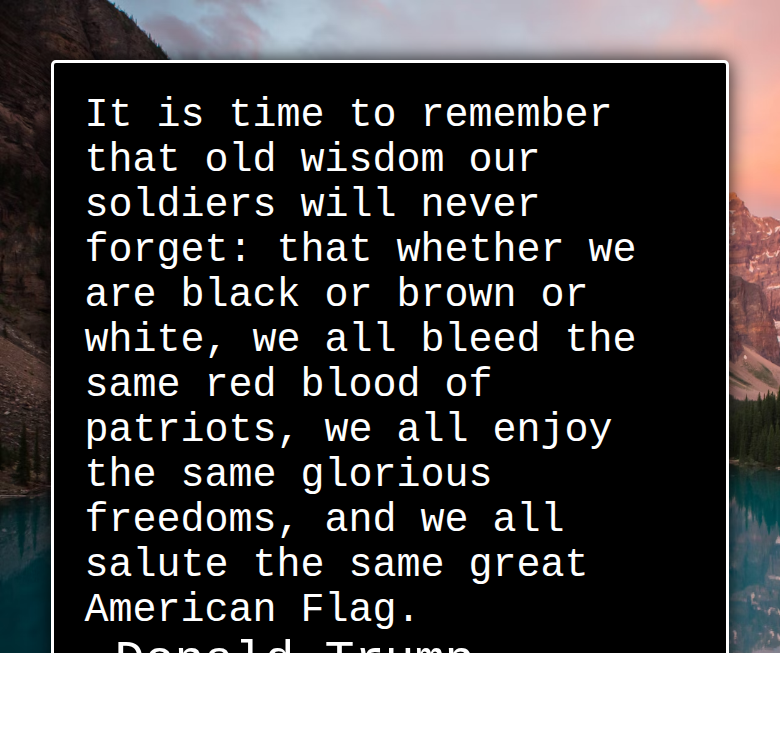 It is time to remember
that old wisdom our
soldiers will never
forget: that whether we
are black or brown or
white, we all bleed the
same red blood of
patriots, we all enjoy
the same glorious
freedoms, and we all
salute the same great
American Flag.
Donald Trump